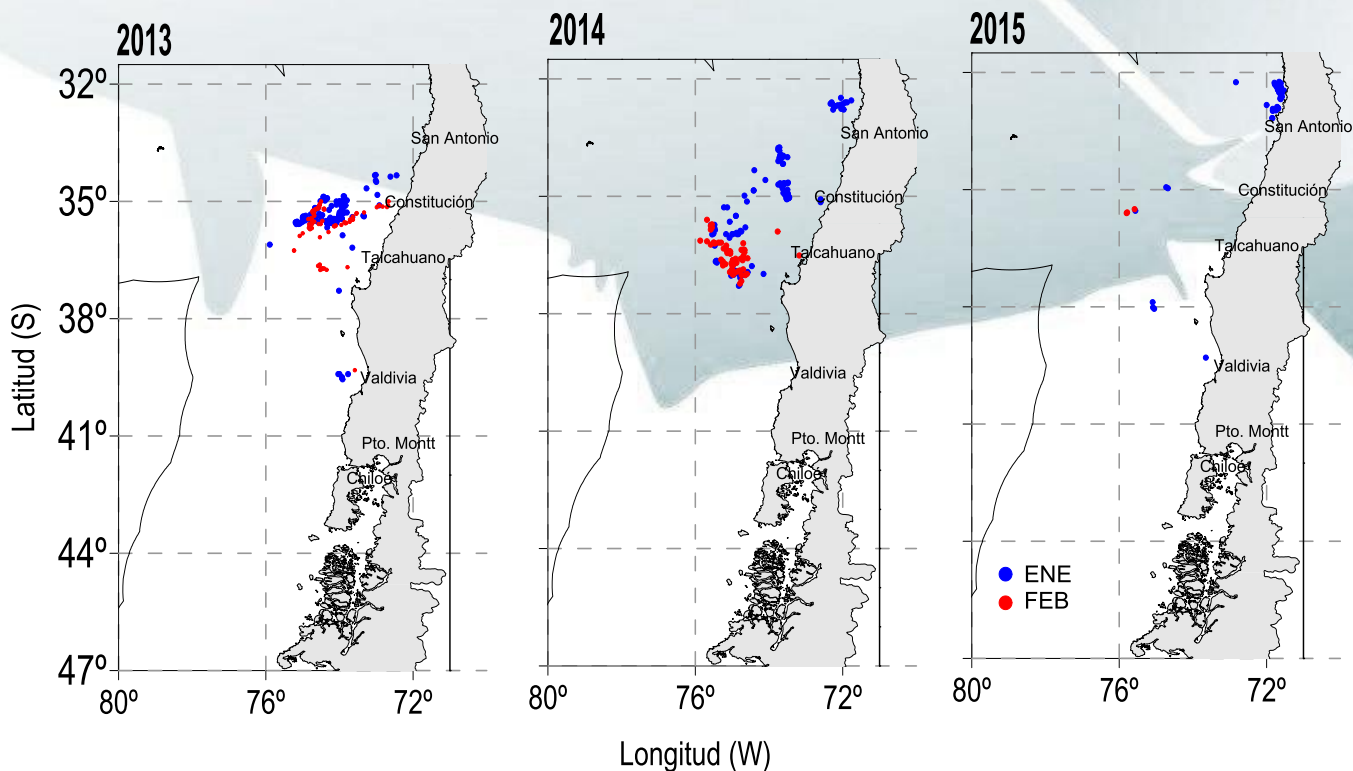 2013
2014
2015
32º
35º
38º
41º
44º
47º
Latitud (S)
San Antonio
Constitución
Talcahuano
Valdivia
Pto. Montt
Chiloé
80º
76º
72º
San Antonio
Constitución
Talcahuano
Valdivia
Pto. Montt
Chiloé
80º
76º
72º
San Antonio
Constitución
Talcahuano
Valdivia
Pto. Montt
Chiloé
ENE
FEB
80º
76º
72º
Longitud (W)